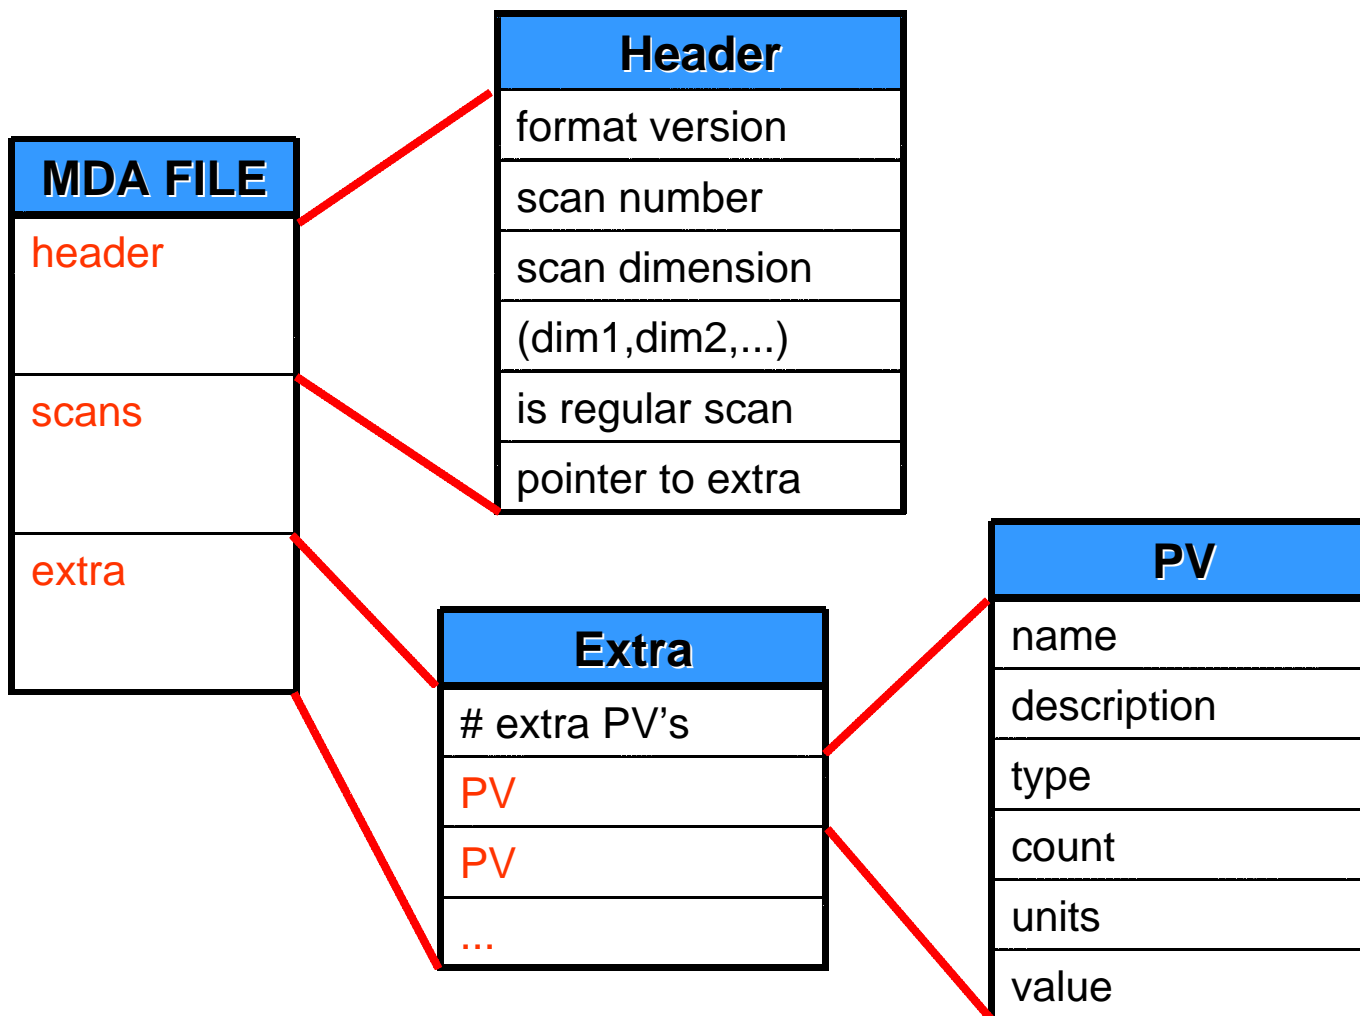 MDA FILE
header
scans
extra
Header
format version
scan number
scan dimension
(dim1,dim2,...)
is regular scan
pointer to extra
Extra
# extra PV’s
PV
PV
...
PV
name
description
type
count
units
value